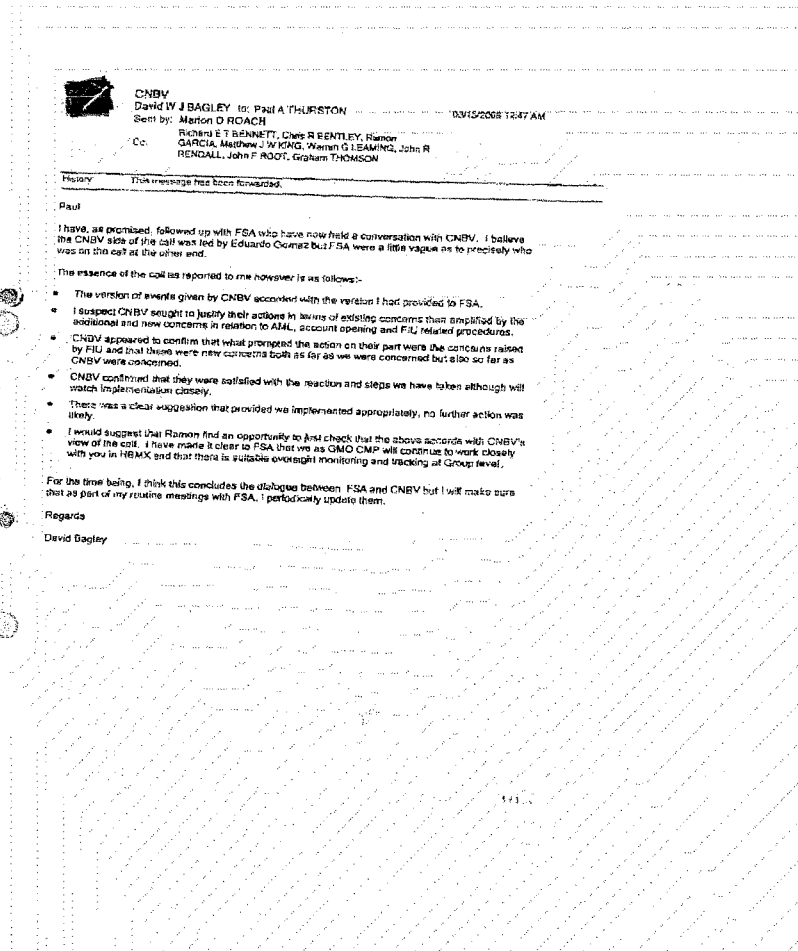 CNBV
David W J BAGLEY to: Paul A THURSTON 03/15/2008 12:47 AM
Sent by: Marion D ROACH
Cc: Richard E T BENNETT, Chris R BENTLEY, Ramon
GARCIA, Matthew J W KING, Warren G LEAMING, John R
RENDALL, John F ROOT, Graham THOMSON
History: This message has been forwarded.
Paul
I have, as promised, followed up with FSA who have now held a conversation with CNBV. I believe
the CNBV side of the call was led by Eduardo Gomez but FSA were a little vague as to precisely who
was on the call at the other end.
The essence of the call as reported to me however is as follows:-
• The version of events given by CNBV accorded with the version I had provided to FSA.
• I suspect CNBV sought to justify their actions in terms of existing concerns then amplified by the
additional and new concerns in relation to AML, account opening and FIU related procedures.
• CNBV appeared to confirm that what prompted the action on their part were the concerns raised
by FIU and that these were new concerns both as far as we were concerned but also so far as
CNBV were concerned.
• CNBV confirmed that they were satisfied with the reaction and steps we have taken although will
watch implementation closely.
• There was a clear suggestion that provided we implemented appropriately, no further action was
likely.
• I would suggest that Ramon find an opportunity to just check that the above accords with CNBV's
view of the call. I have made it clear to FSA that we as GMO CMP will continue to work closely
with you in HBMX and that there is suitable oversight monitoring and tracking at Group level.
For the time being, I think this concludes the dialogue between FSA and CNBV but I will make sure
that as part of my routine meetings with FSA, I periodically update them.
Regards
David Bagley